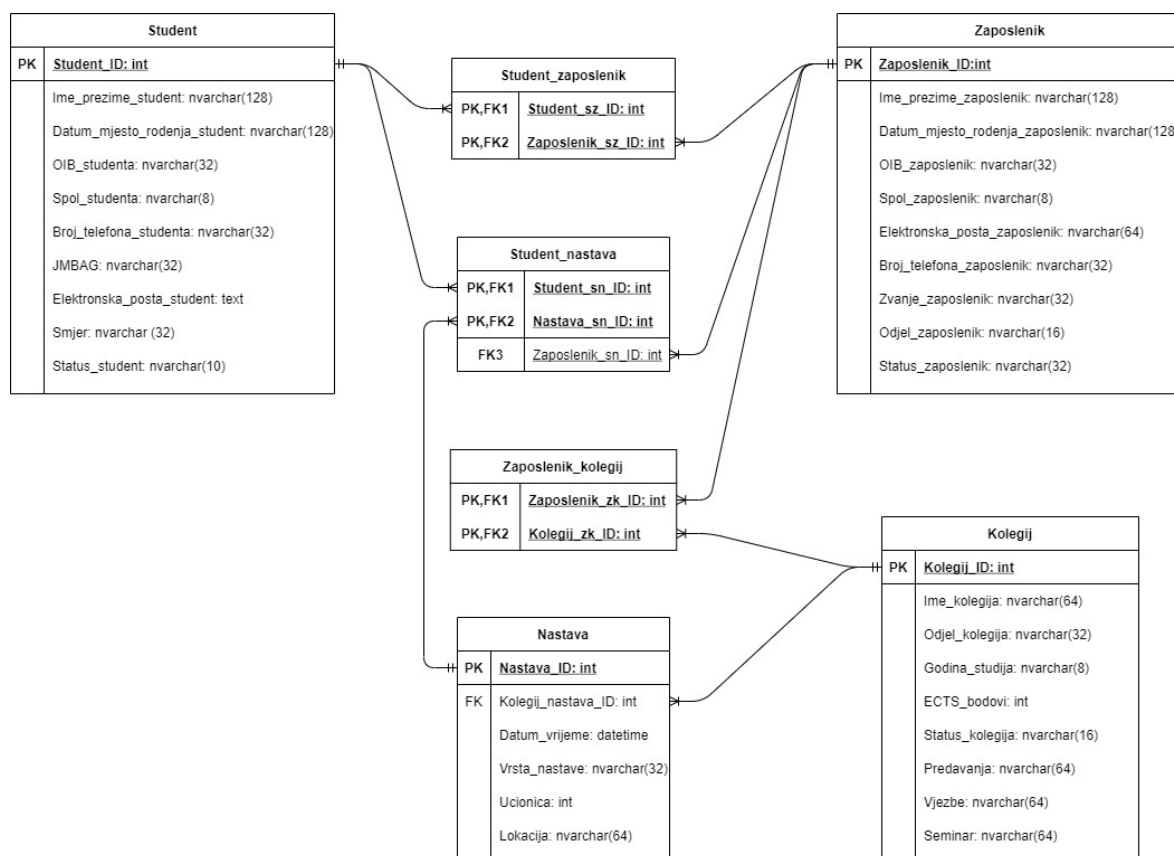 Student
PK Student_ID: int
Ime_prezime_student: nvarchar(128)
Datum_mjesto_rodenja_student: nvarchar(128)
OIB_studenta: nvarchar(32)
Spol_studenta: nvarchar(8)
Broj_telefona_studenta: nvarchar(32)
JMBAG: nvarchar(32)
Elektronska_posta_student: text
Smjer: nvarchar (32)
Status_student: nvarchar(10)
Student_zaposlenik
PK,FK1 Student_sz_ID: int
PK,FK2 Zaposlenik_sz_ID: int
Student_nastava
PK,FK1 Student_sn_ID: int
PK,FK2 Nastava_sn_ID: int
FK3 Zaposlenik_sn_ID: int
Zaposlenik_kolegij
PK,FK1 Zaposlenik_zk_ID: int
PK,FK2 Kolegij_zk_ID: int
Nastava
PK Nastava_ID: int
FK Kolegij_nastava_ID: int
Datum_vrijeme: datetime
Vrsta_nastave: nvarchar(32)
Ucionica: int
Lokacija: nvarchar(64)
Zaposlenik
PK Zaposlenik_ID:int
Ime_prezime_zaposlenik: nvarchar(128)
Datum_mjesto_rodenja_zaposlenik: nvarchar(128
OIB_zaposlenik: nvarchar(32)
Spol_zaposlenik: nvarchar(8)
Elektronska_posta_zaposlenik: nvarchar(64)
Broj_telefona_zaposlenik: nvarchar(32)
Zvanje_zaposlenik: nvarchar(32)
Odjel_zaposlenik: nvarchar(16)
Status_zaposlenik: nvarchar(32)
Kolegij
PK Kolegij_ID: int
Ime_kolegija: nvarchar(64)
Odjel_kolegija: nvarchar(32)
Godina_studija: nvarchar(8)
ECTS_bodovi: int
Status_kolegija: nvarchar(16)
Predavanja: nvarchar(64)
Vjezbe: nvarchar(64)
Seminar: nvarchar(64)